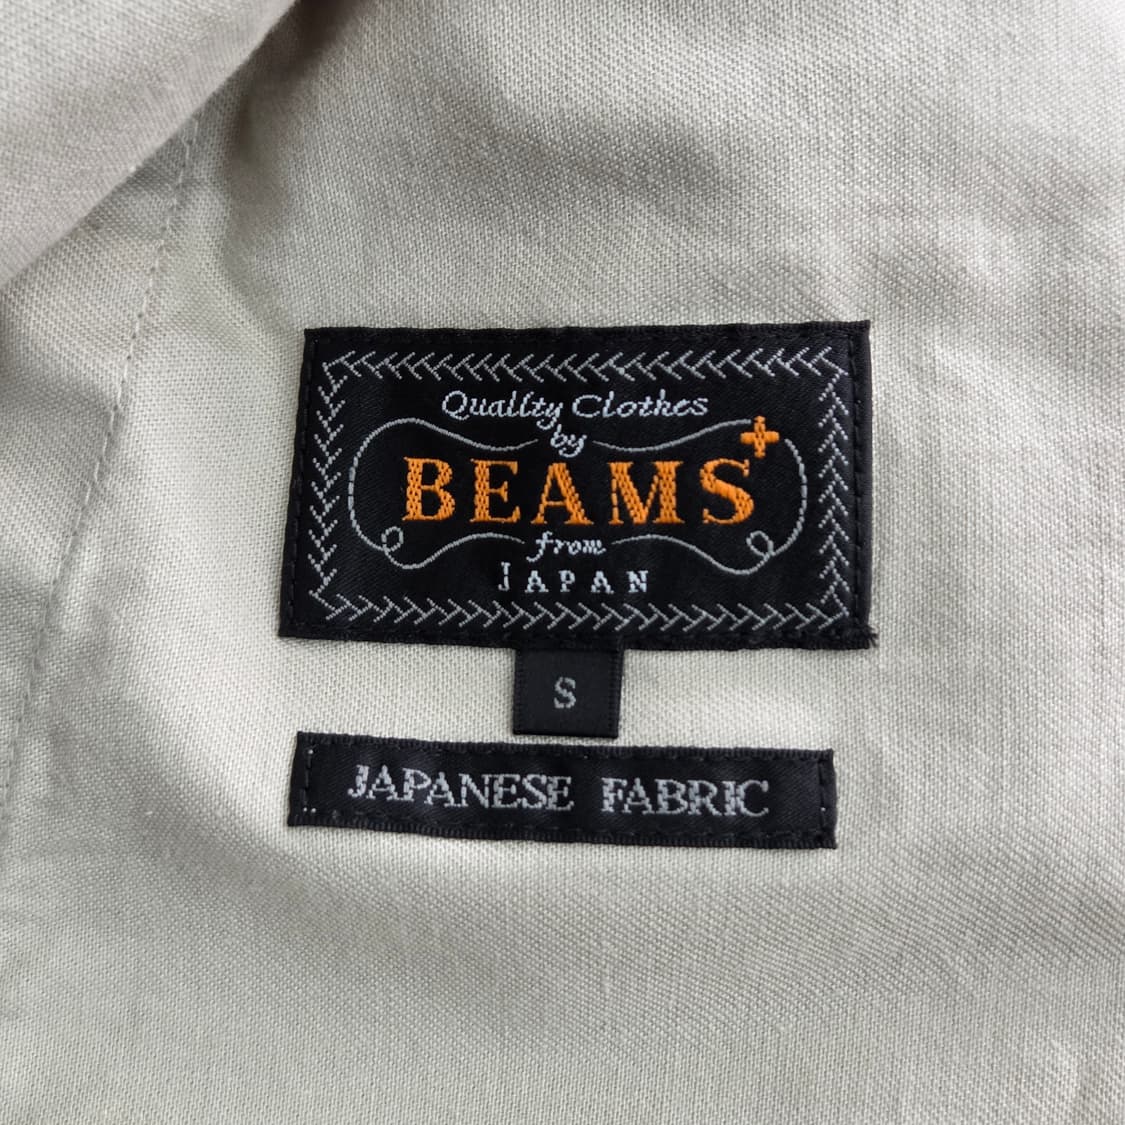 Quality Clothes
by
BEAMS+
from
JAPAN
S
JAPANESE FABRIC